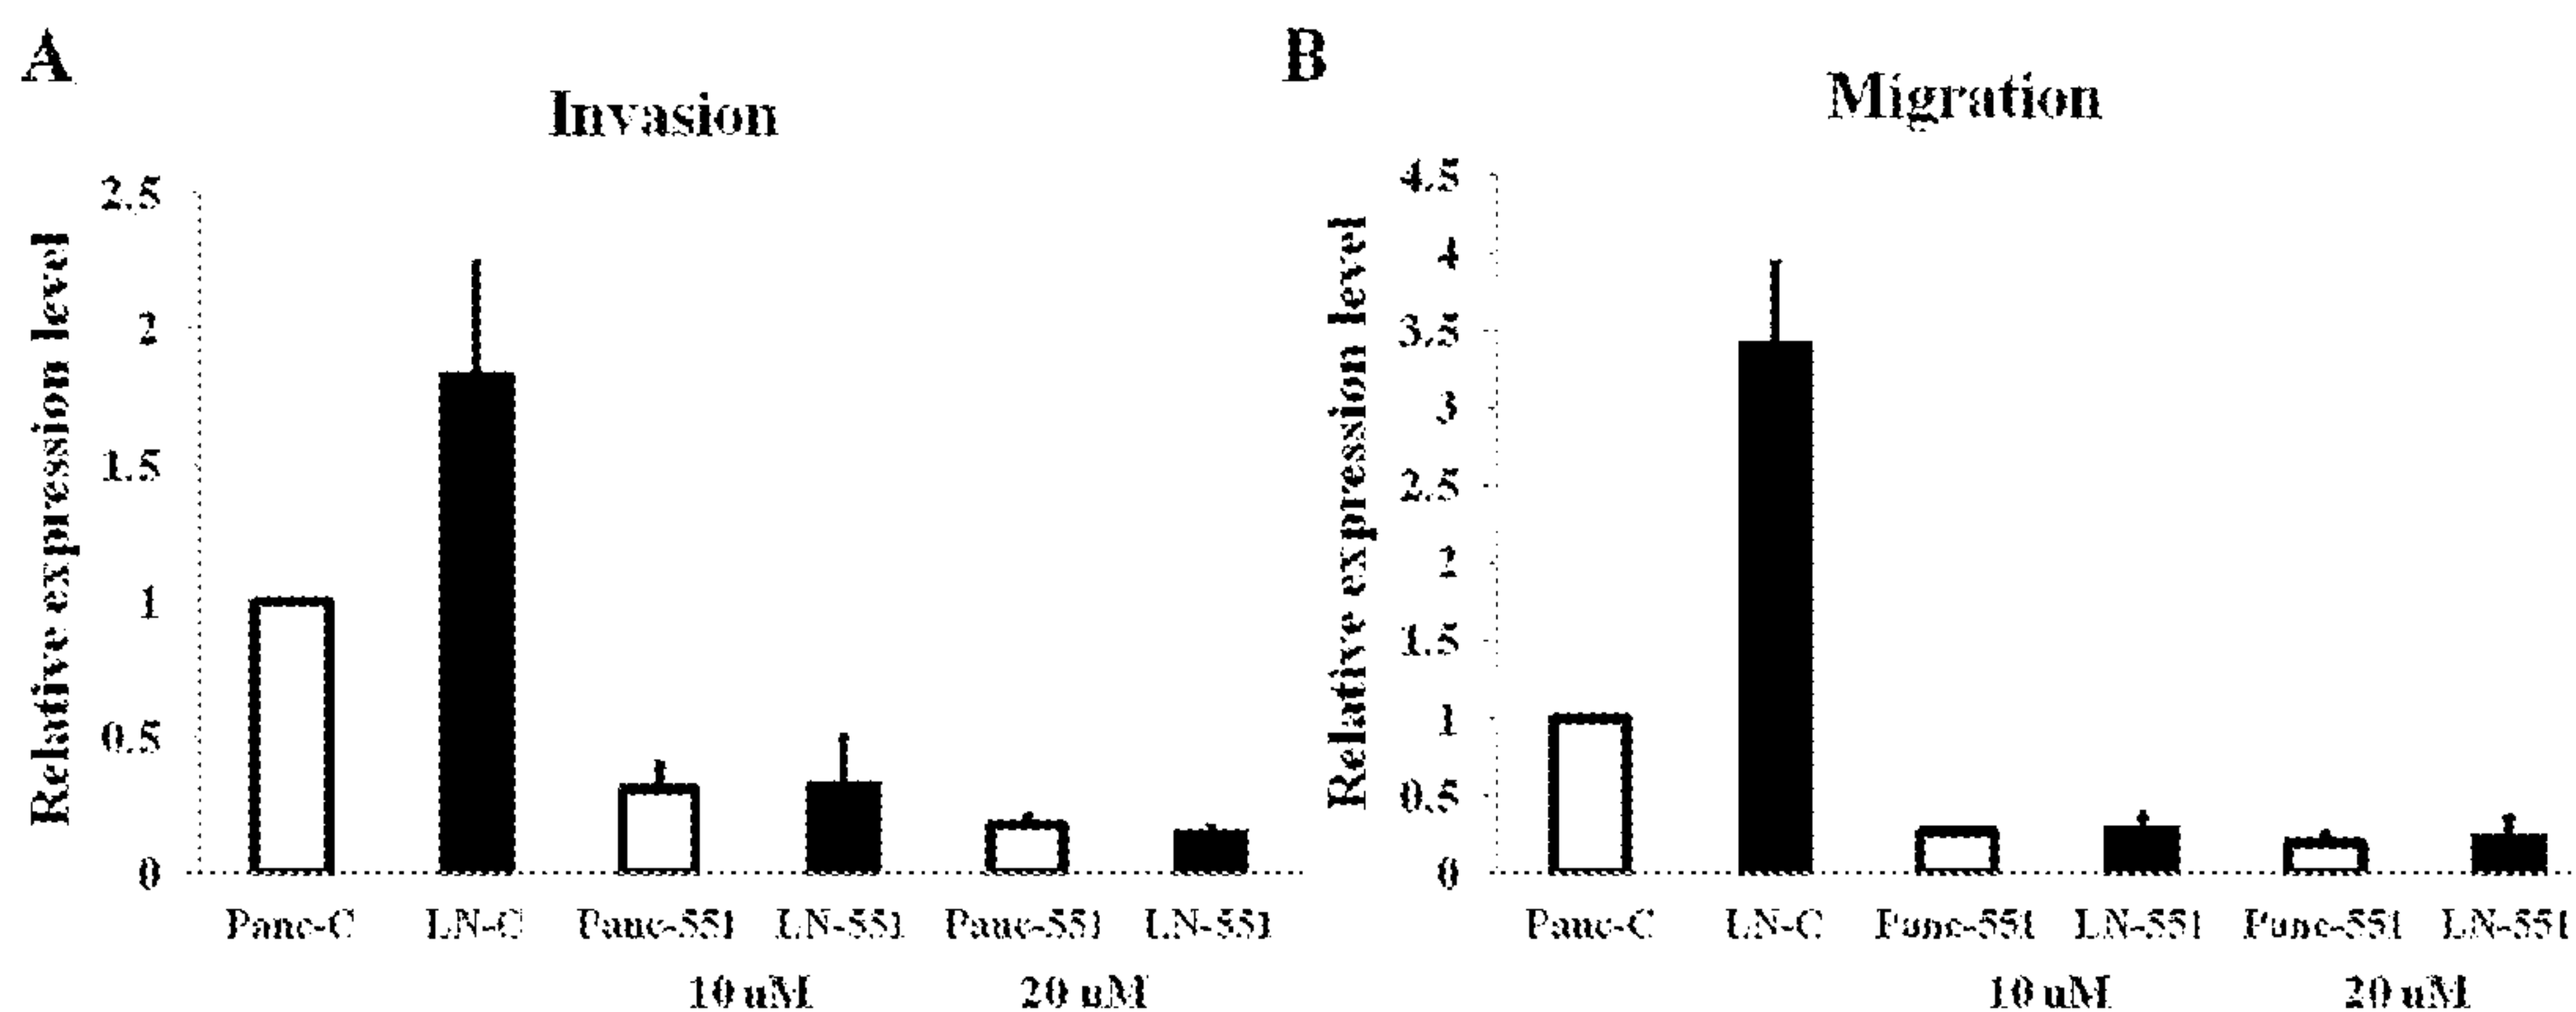 A
Invasion
Relative expression level
2.5
2
1.5
1
0.5
0
Panc-C LN-C Panc-551 LN-551 Panc-551 LN-551
10 uM 20 uM
B
Migration
Relative expression level
4.5
4
3.5
3
2.5
2
1.5
1
0.5
0
Panc-C LN-C Panc-551 LN-551 Panc-551 LN-551
10 uM 20 uM